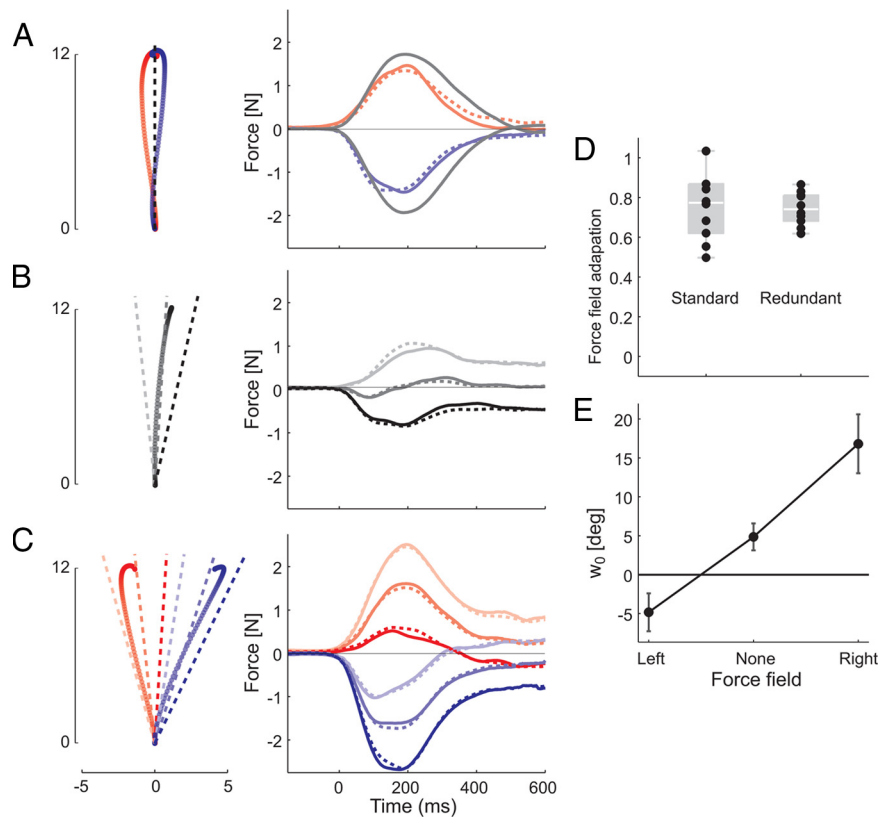 A
12
0
Force [N]
2
1
0
-1
-2
B
12
0
Force [N]
2
1
0
-1
-2
C
12
0
-5
0
5
Force [N]
2
1
0
-1
-2
0
200
400
600
Time (ms)
D
Force field adapation
1
0.8
0.6
0.4
0.2
0
Standard
Redundant
E
w0 [deg]
20
15
10
5
0
-5
Left
None
Right
Force field